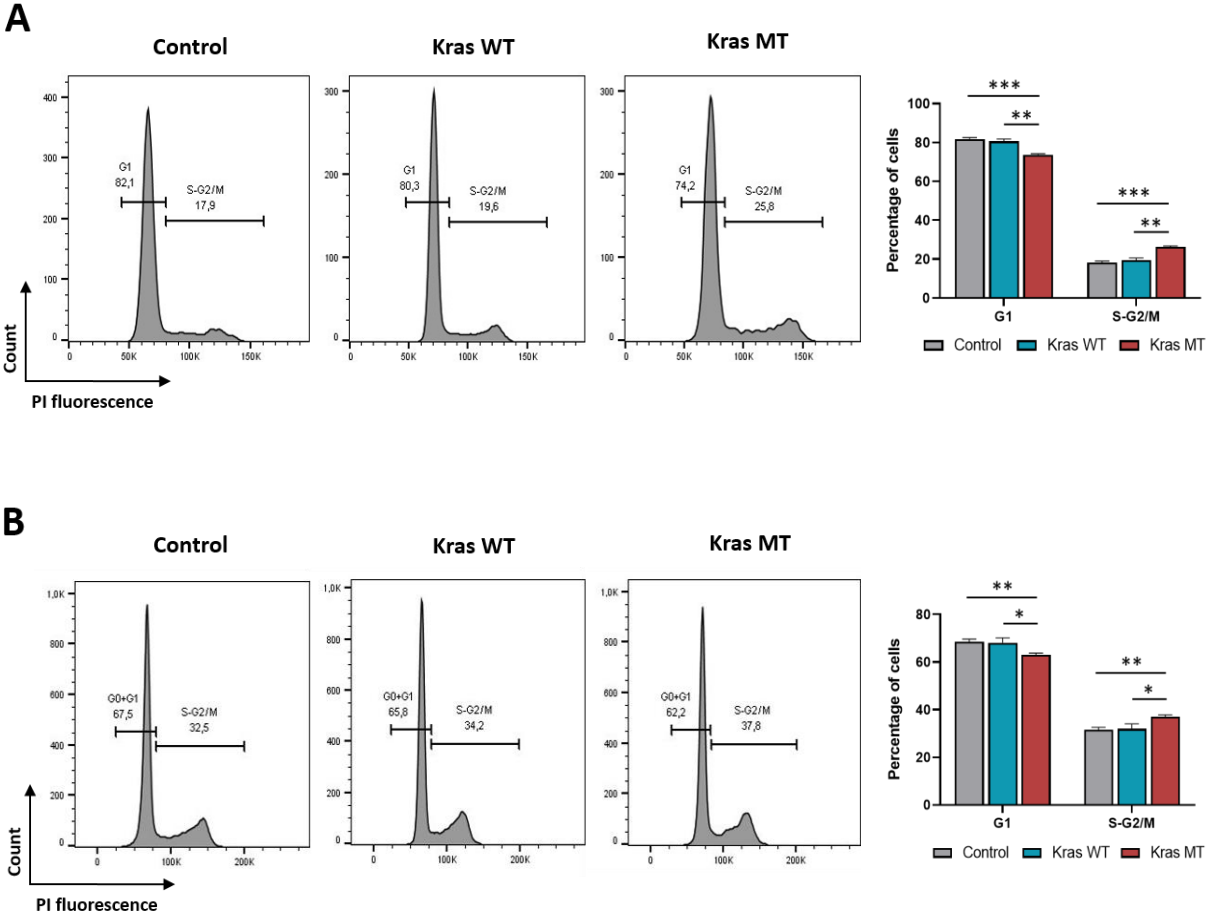 A
Control
Kras WT
Kras MT
400
300
200
100
0
0
50K
100K
150K
G1
82,1
S-G2/M
17,9
300
200
100
0
0
50K
100K
150K
G1
80,3
S-G2/M
19,6
300
200
100
0
0
50K
100K
150K
G1
74,2
S-G2/M
25,8
Count
PI fluorescence
Percentage of cells
100
80
60
40
20
0
***
**
***
**
G1
S-G2/M
Control
Kras WT
Kras MT
B
Control
Kras WT
Kras MT
1,0K
800
600
400
200
0
0
100K
200K
G0+G1
67,5
S-G2/M
32,5
1,0K
800
600
400
200
0
0
100K
200K
G0+G1
65,8
S-G2/M
34,2
1,0K
800
600
400
200
0
0
100K
200K
G0+G1
62,2
S-G2/M
37,8
Count
PI fluorescence
Percentage of cells
80
60
40
20
0
**
*
**
*
G1
S-G2/M
Control
Kras WT
Kras MT